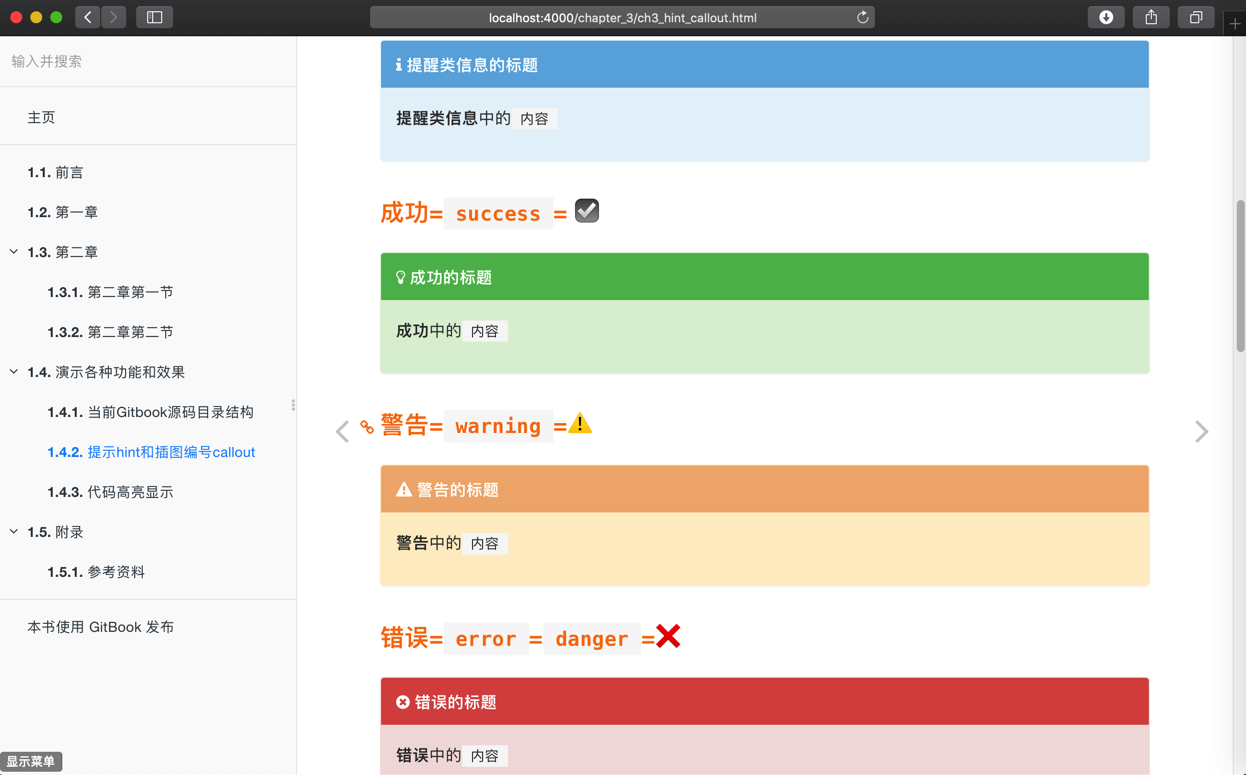 localhost:4000/chapter_3/ch3_hint_callout.html
输入并搜索
主页
1.1. 前言
1.2. 第一章
1.3. 第二章
1.3.1. 第二章第一节
1.3.2. 第二章第二节
1.4. 演示各种功能和效果
1.4.1. 当前Gitbook源码目录结构
1.4.2. 提示hint和插图编号callout
1.4.3. 代码高亮显示
1.5. 附录
1.5.1. 参考资料
本书使用 GitBook 发布
显示菜单
提醒类信息的标题
提醒类信息中的 内容
成功= success = ☑
成功的标题
成功中的 内容
警告= warning =⚠
警告的标题
警告中的 内容
错误= error = danger =❌
错误的标题
错误中的 内容